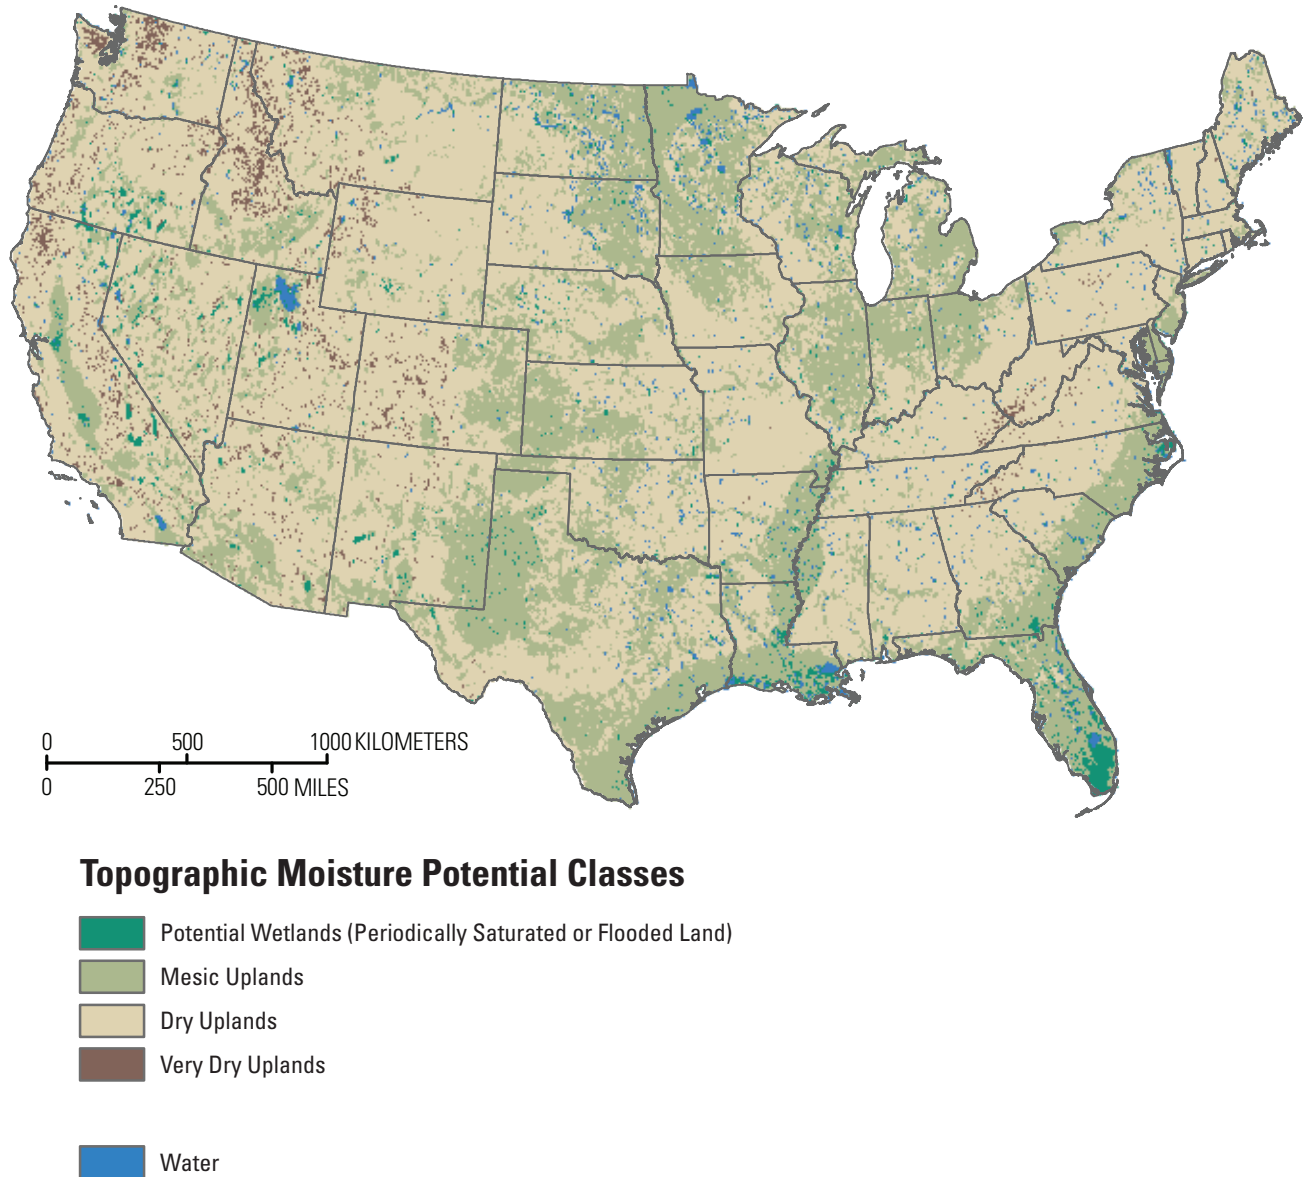 0 500 1000 KILOMETERS
0 250 500 MILES
Topographic Moisture Potential Classes
Potential Wetlands (Periodically Saturated or Flooded Land)
Mesic Uplands
Dry Uplands
Very Dry Uplands
Water